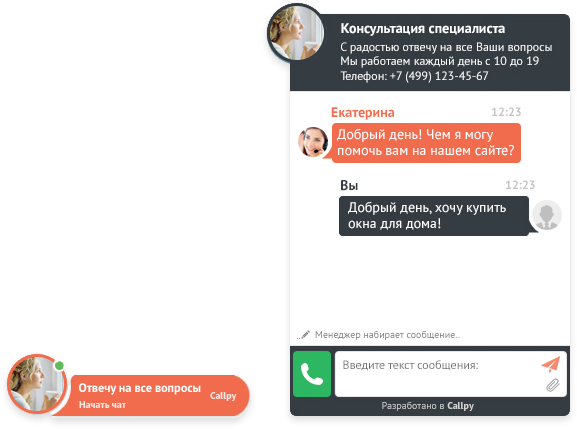 Консультация специалиста
С радостью отвечу на все Ваши вопросы
Мы работаем каждый день с 10 до 19
Телефон: +7 (499) 123-45-67
Екатерина 12:23
Добрый день! Чем я могу
помочь вам на нашем сайте?
Вы 12:23
Добрый день, хочу купить
окна для дома!
Менеджер набирает сообщение..
Введите текст сообщения:
Разработано в Callpy
Отвечу на все вопросы
Callpy
Начать чат